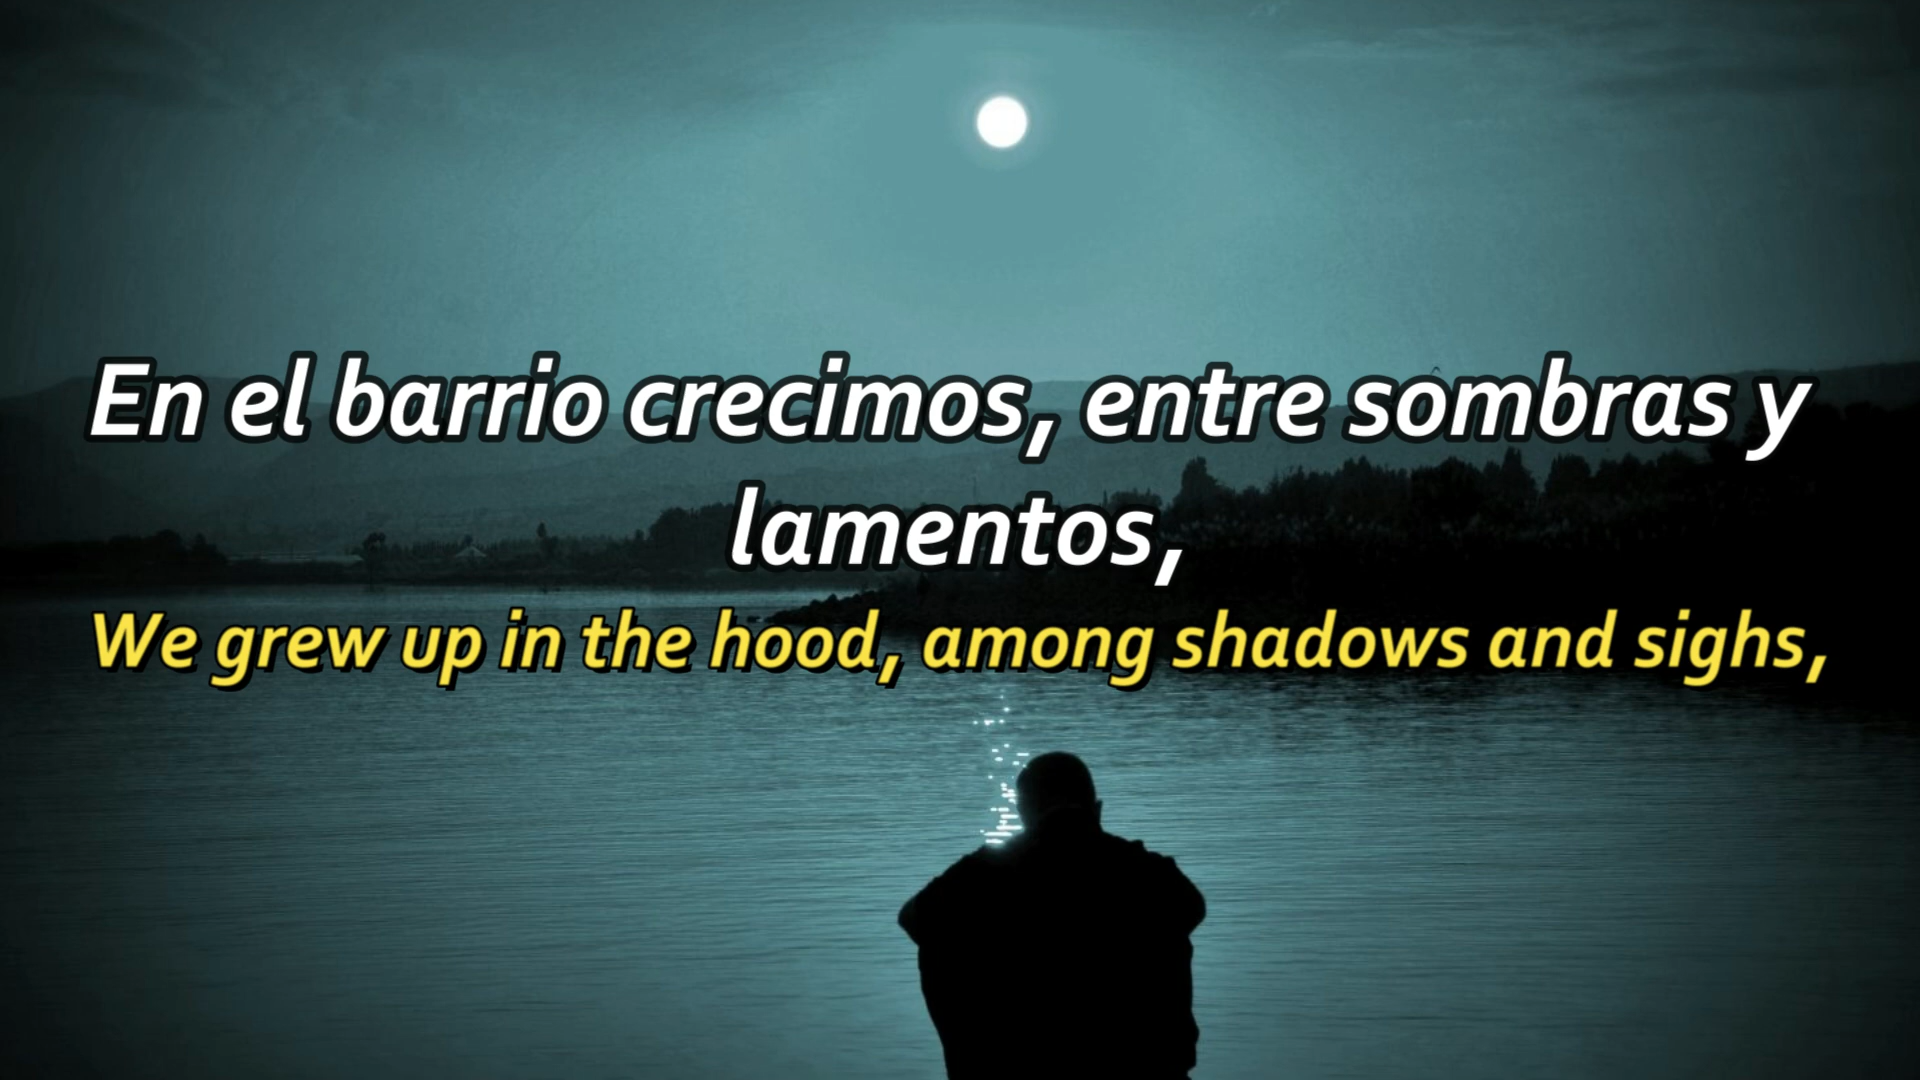 En el barrio crecimos, entre sombras y
lamentos,
We grew up in the hood, among shadows and sighs,